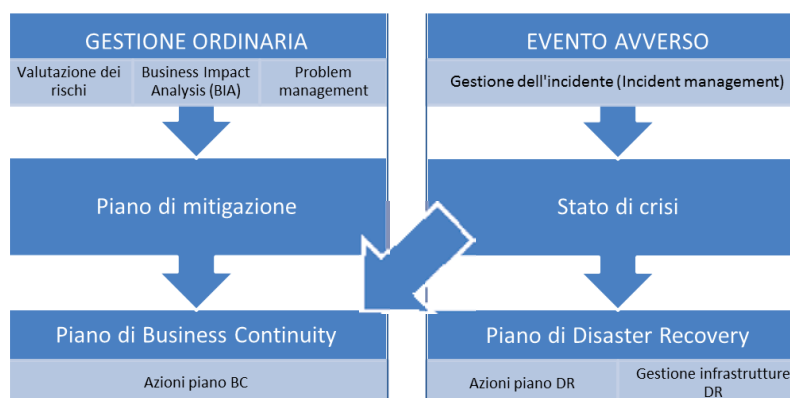 GESTIONE ORDINARIA
Valutazione dei
rischi
Business Impact
Analysis (BIA)
Problem
management
Piano di mitigazione
Piano di Business Continuity
Azioni piano BC
EVENTO AVVERSO
Gestione dell'incidente (Incident management)
Stato di crisi
Piano di Disaster Recovery
Azioni piano DR
Gestione infrastrutture
DR